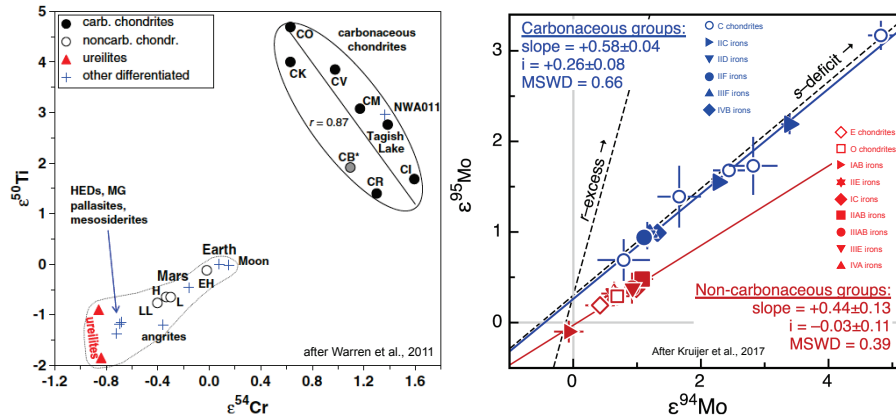 carb. chondrites
noncarb. chondr.
ureilites
other differentiated
CO
carbonaceous
chondrites
CK
CV
CM
NWA011
r = 0.87
Tagish
Lake
CB*
CI
CR
HEDs, MG
pallasites,
mesosiderites
Earth
Moon
Mars
EH
H
L
LL
ureilites
angrites
after Warren et al., 2011
5
4
3
2
1
0
-1
-2
ε50Ti
-1.2 -0.8 -0.4 0.0 0.4 0.8 1.2 1.6
ε54Cr
Carbonaceous groups:
slope = +0.58±0.04
i = +0.26±0.08
MSWD = 0.66
C chondrites
IIC irons
IID irons
IIF irons
IIIF irons
IVB irons
s–deficit →
r–excess →
E chondrites
O chondrites
IAB irons
IIE irons
IC irons
IIAB irons
IIIAB irons
IIIE irons
IVA irons
Non-carbonaceous groups:
slope = +0.44±0.13
i = –0.03±0.11
MSWD = 0.39
After Kruijer et al., 2017
3
2
1
0
ε95Mo
0 2 4
ε94Mo